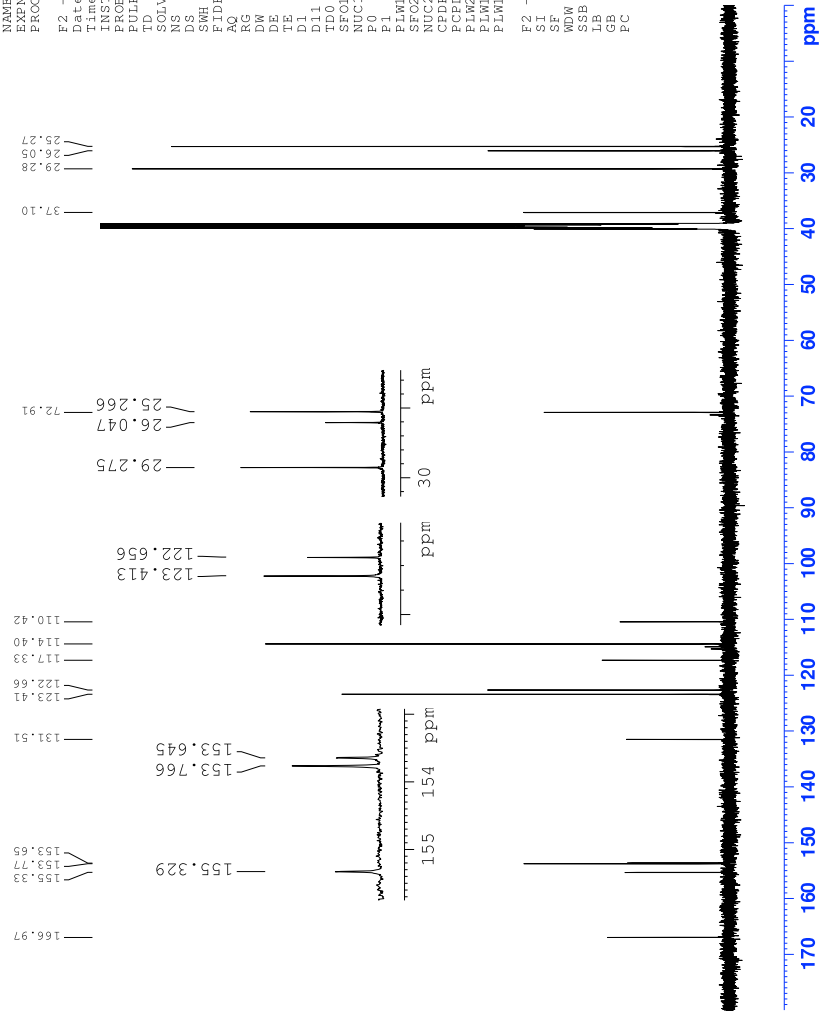 NAME
EXPN
PROC
F2 -
Date
Time
INST
PROB
PULP
TD
SOLV
NS
DS
SWH
FIDR
AQ
RG
DW
DE
TE
D1
D11
TD0
SFO1
NUC1
P0
P1
PLW1
SFO2
NUC2
CPDP
PCPD
PLW2
PLW1
PLW1
F2 -
SI
SF
WDW
SSB
LB
GB
PC
25.27
26.05
29.28
37.10
72.91
110.42
114.40
117.33
122.66
123.41
131.51
153.65
153.77
155.33
166.97
25.266
26.047
29.275
30 ppm
122.656
123.413
ppm
153.645
153.766
155.329
155 154 ppm
170 160 150 140 130 120 110 100 90 80 70 60 50 40 30 20 ppm